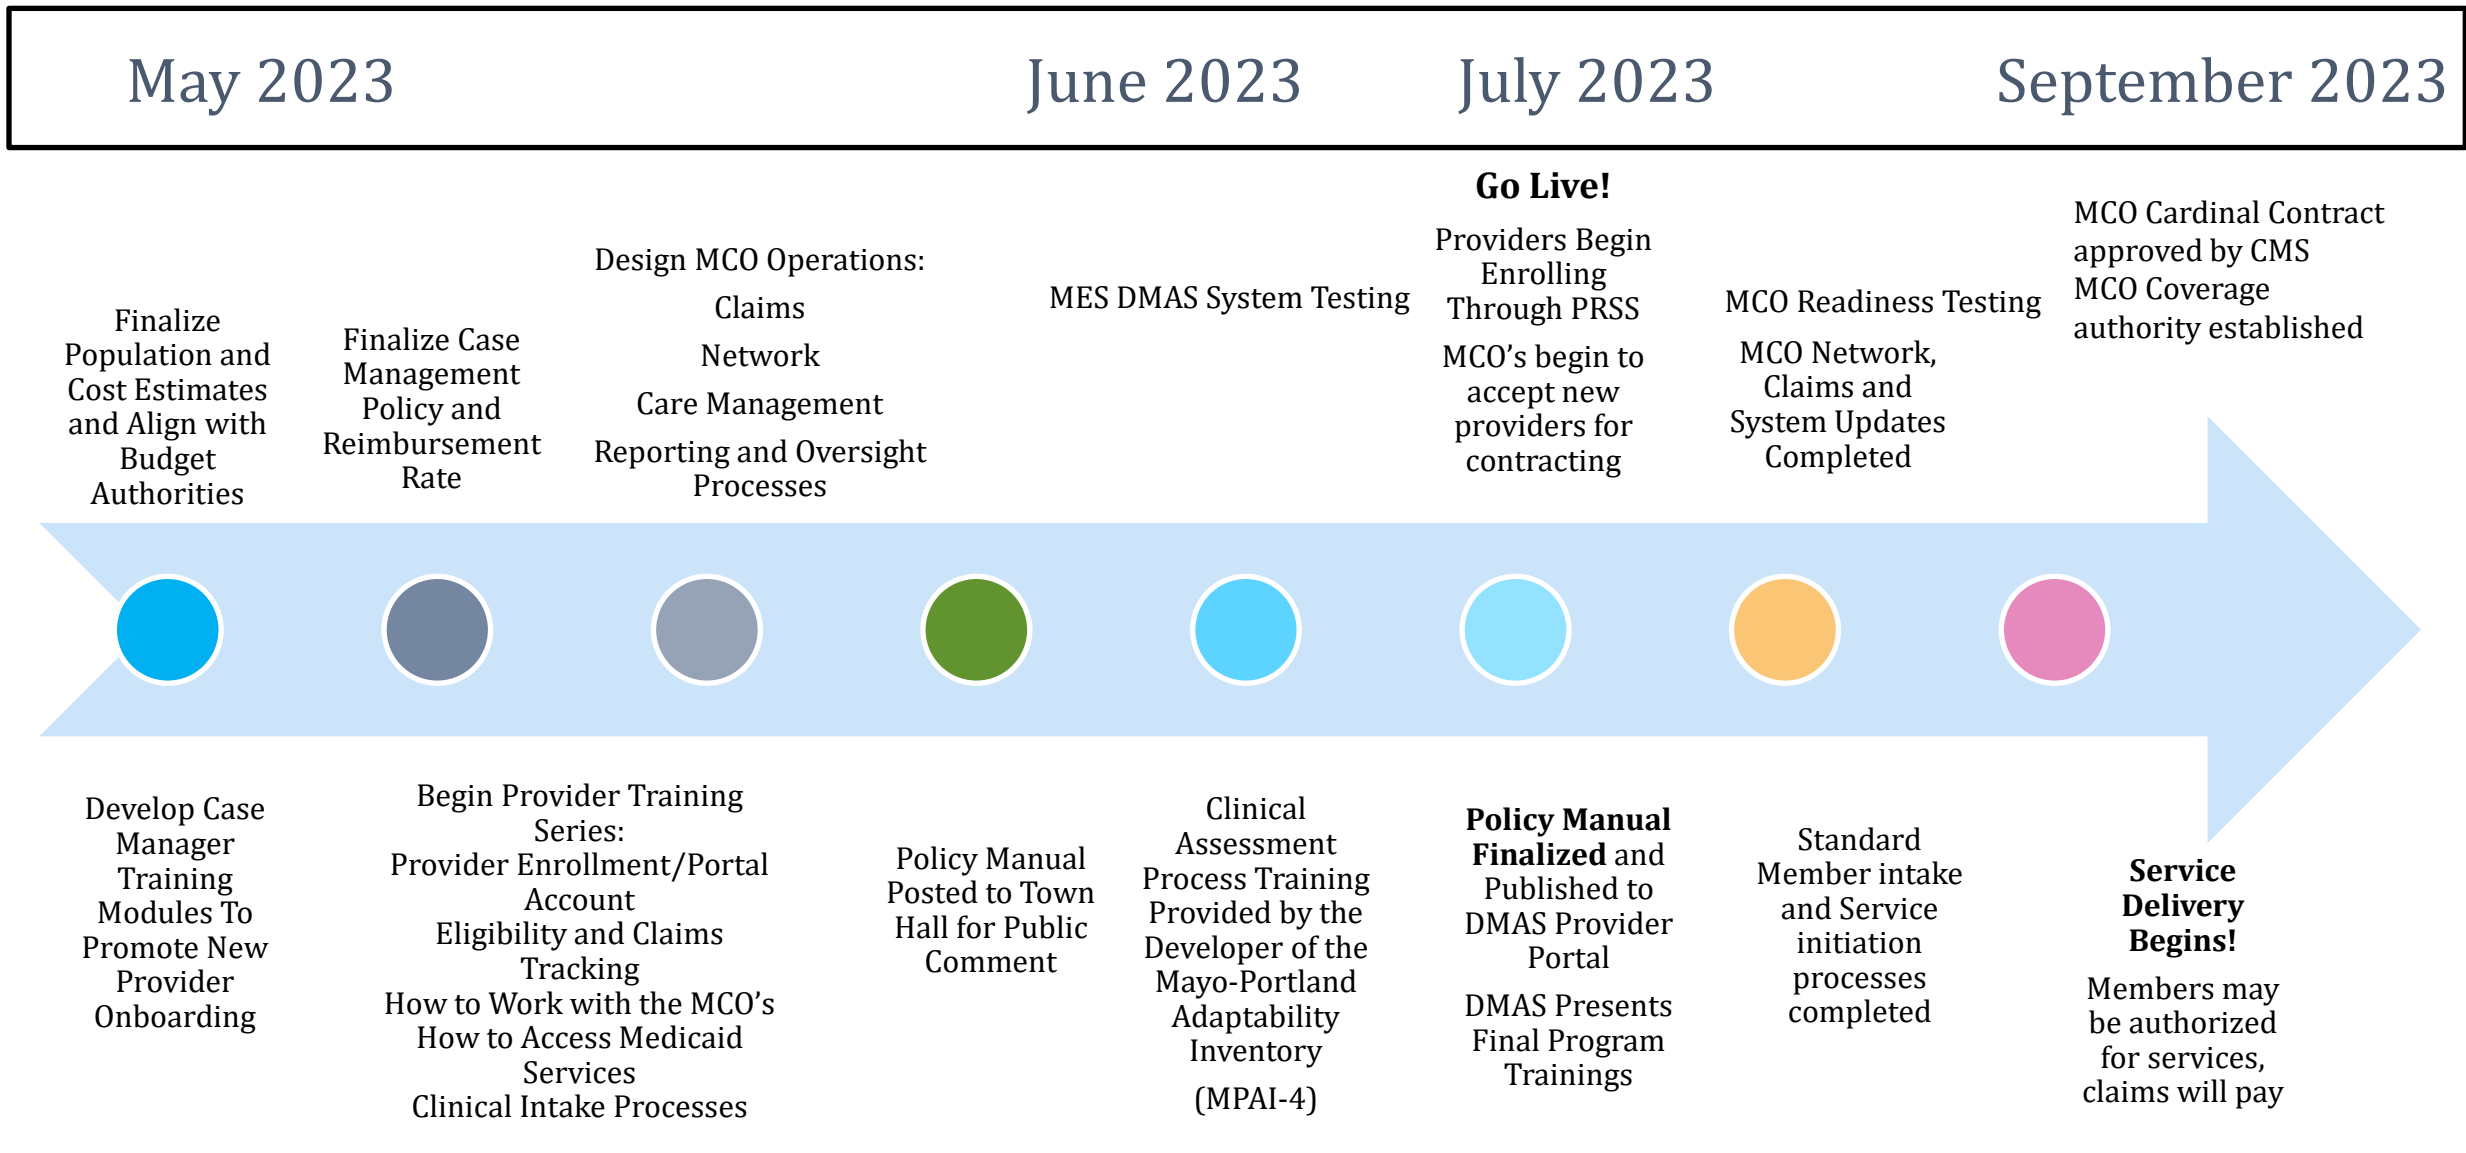 May 2023
June 2023
July 2023
September 2023
Finalize
Population and
Cost Estimates
and Align with
Budget
Authorities
Finalize Case
Management
Policy and
Reimbursement
Rate
Design MCO Operations:
Claims
Network
Care Management
Reporting and Oversight
Processes
MES DMAS System Testing
Go Live!
Providers Begin
Enrolling
Through PRSS
MCO’s begin to
accept new
providers for
contracting
MCO Readiness Testing
MCO Network,
Claims and
System Updates
Completed
MCO Cardinal Contract
approved by CMS
MCO Coverage
authority established
Develop Case
Manager
Training
Modules To
Promote New
Provider
Onboarding
Begin Provider Training
Series:
Provider Enrollment/Portal
Account
Eligibility and Claims
Tracking
How to Work with the MCO’s
How to Access Medicaid
Services
Clinical Intake Processes
Policy Manual
Posted to Town
Hall for Public
Comment
Clinical
Assessment
Process Training
Provided by the
Developer of the
Mayo-Portland
Adaptability
Inventory
(MPAI-4)
Policy Manual
Finalized and
Published to
DMAS Provider
Portal
DMAS Presents
Final Program
Trainings
Standard
Member intake
and Service
initiation
processes
completed
Service
Delivery
Begins!
Members may
be authorized
for services,
claims will pay